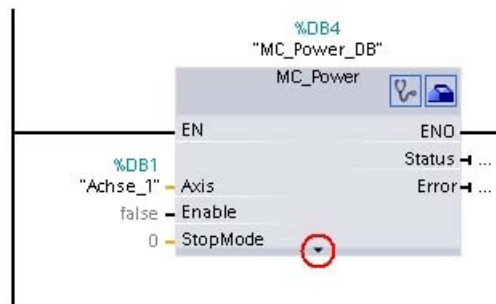 %DB4
"MC_Power_DB"
MC_Power
EN
ENO
%DB1
Status ...
"Achse_1" Axis
Error ...
false Enable
0 StopMode